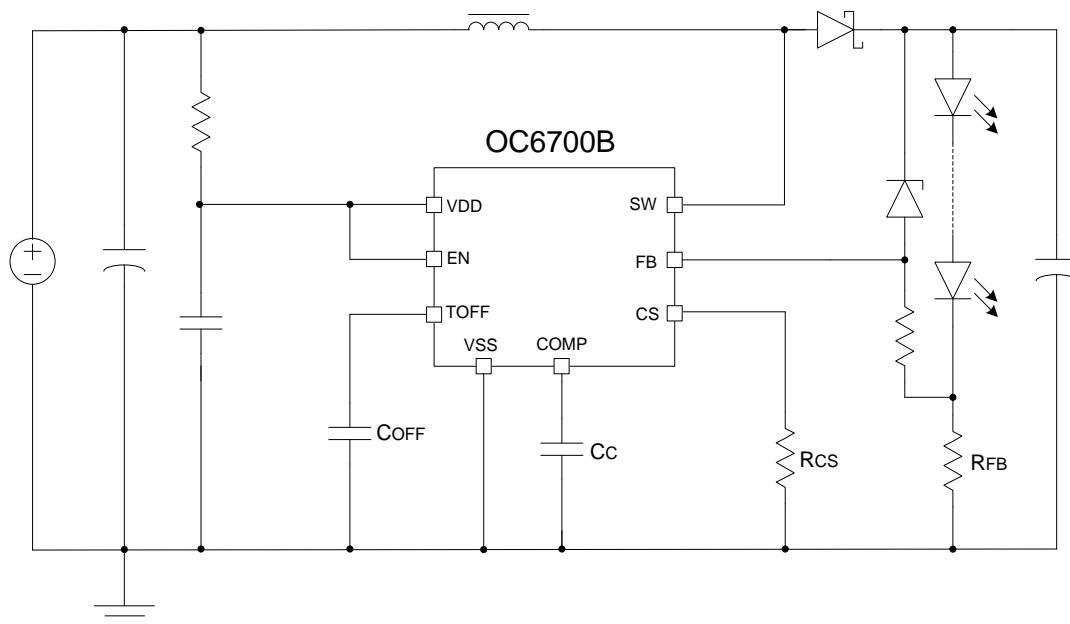 OC6700B
VDD
SW
EN
FB
TOFF
CS
VSS
COMP
COFF
CC
RCS
RFB